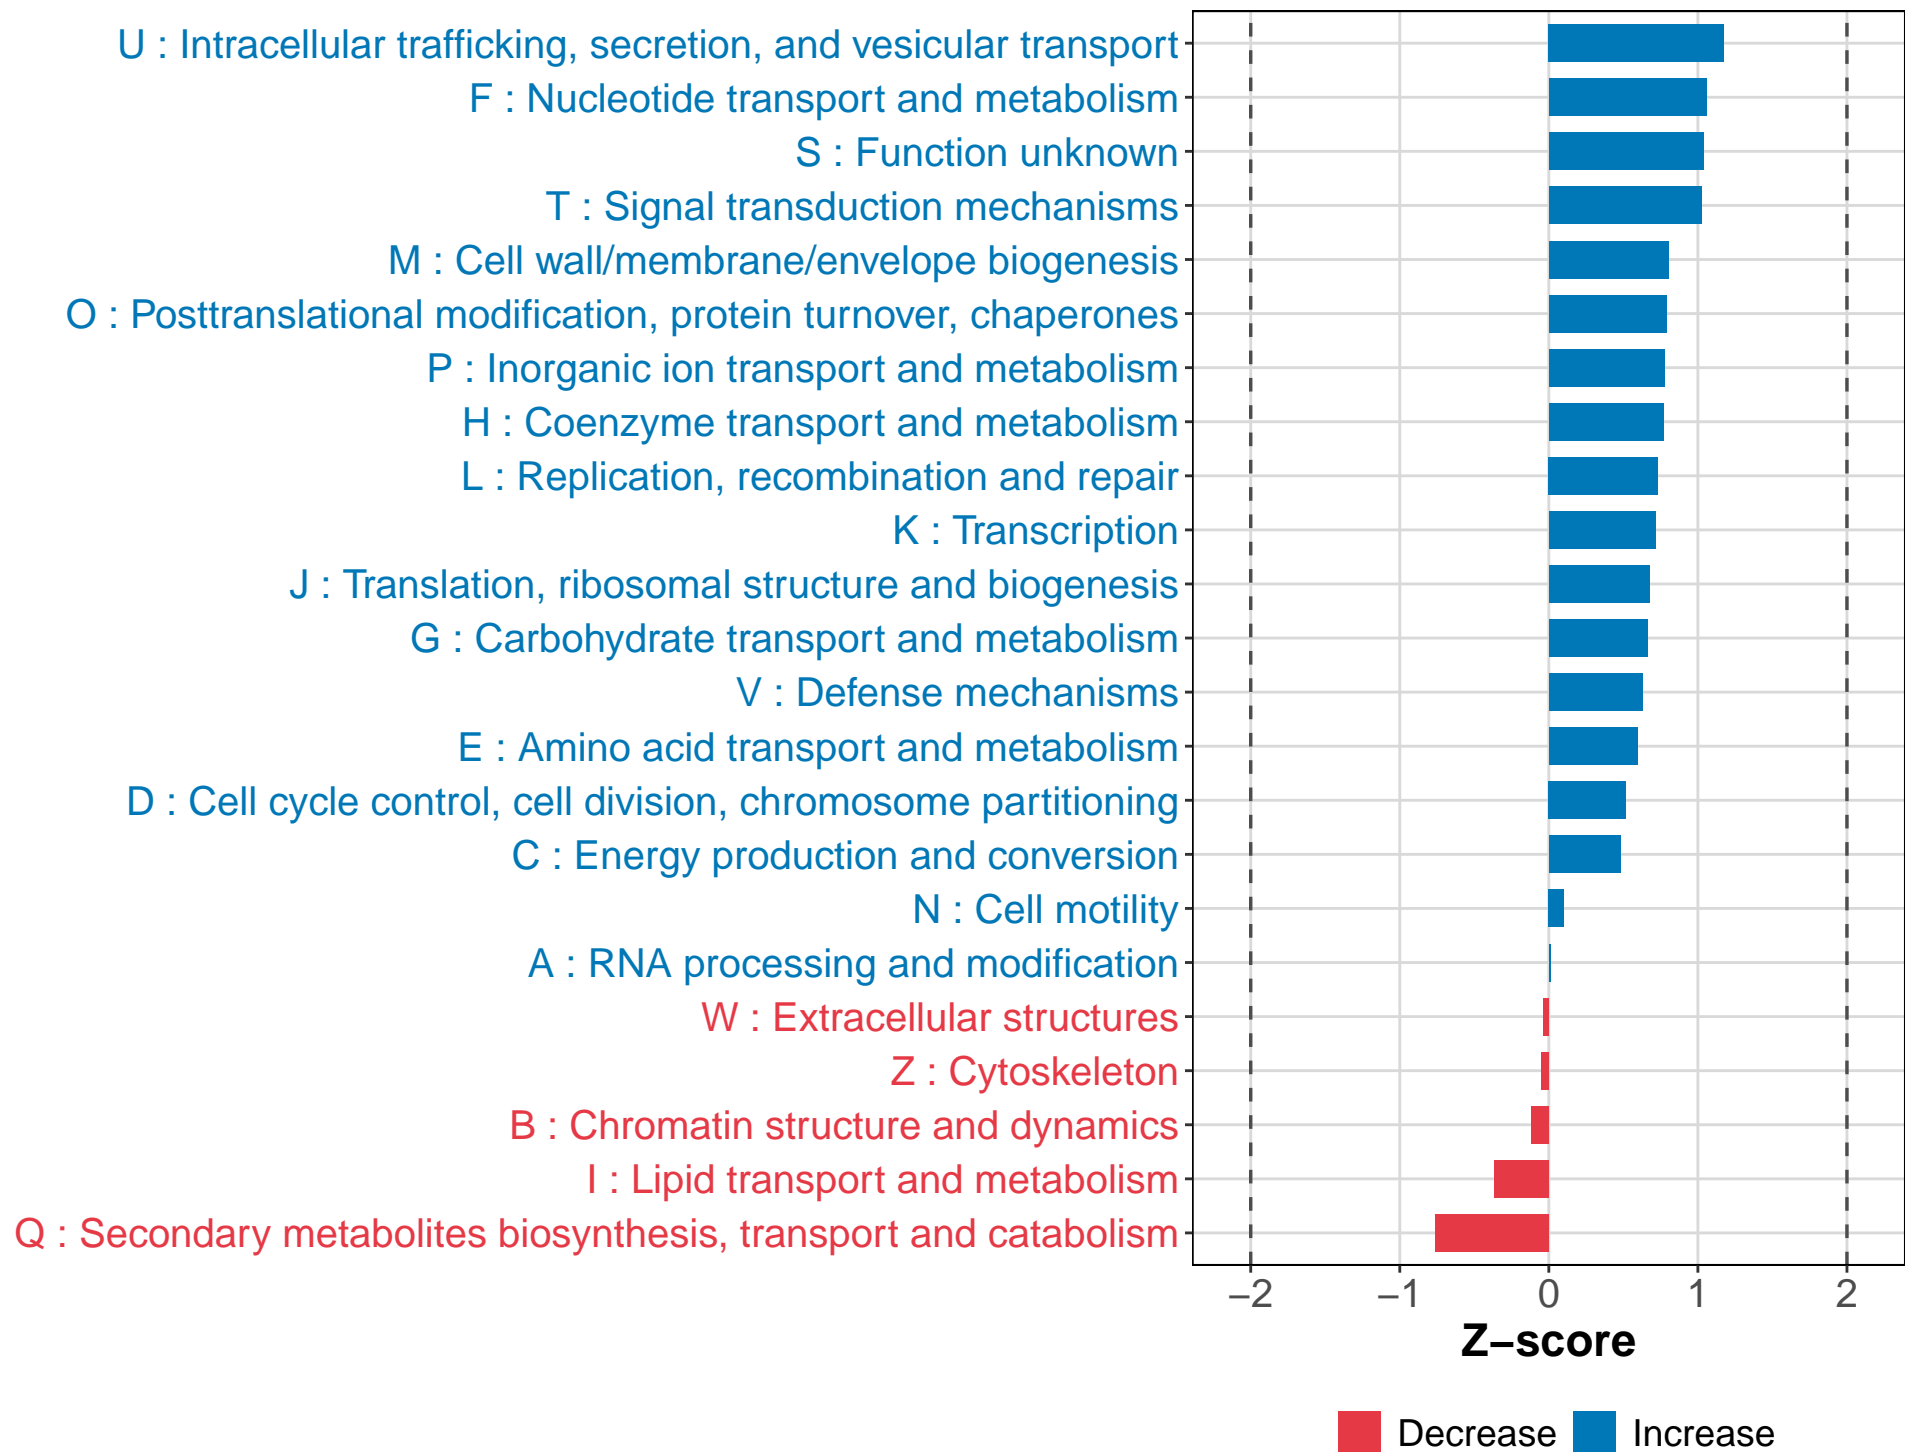 U : Intracellular trafficking, secretion, and vesicular transport
F : Nucleotide transport and metabolism
S : Function unknown
T : Signal transduction mechanisms
M : Cell wall/membrane/envelope biogenesis
O : Posttranslational modification, protein turnover, chaperones
P : Inorganic ion transport and metabolism
H : Coenzyme transport and metabolism
L : Replication, recombination and repair
K : Transcription
J : Translation, ribosomal structure and biogenesis
G : Carbohydrate transport and metabolism
V : Defense mechanisms
E : Amino acid transport and metabolism
D : Cell cycle control, cell division, chromosome partitioning
C : Energy production and conversion
N : Cell motility
A : RNA processing and modification
W : Extracellular structures
Z : Cytoskeleton
B : Chromatin structure and dynamics
I : Lipid transport and metabolism
Q : Secondary metabolites biosynthesis, transport and catabolism
−2 −1 0 1 2
Z−score
Decrease Increase